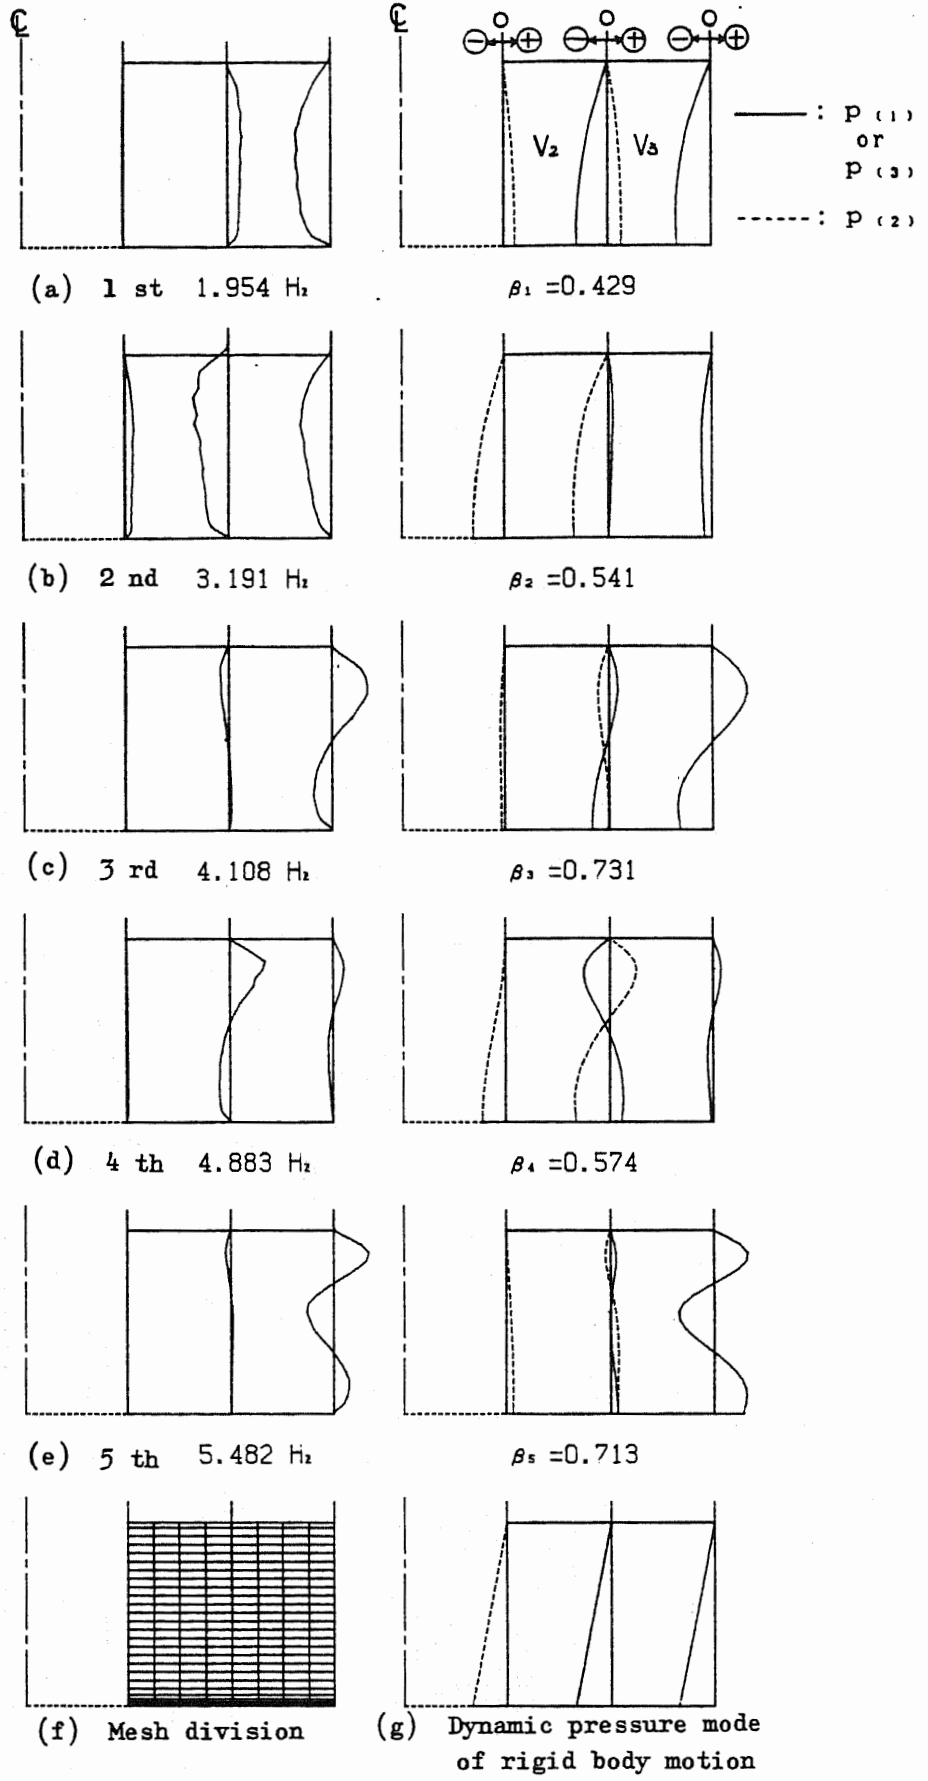 ℄ ℄ O O O
⊖ ⊕ ⊖ ⊕ ⊖ ⊕
V₂ V₃
: P (1)
or
P (3)
: P (2)
(a) 1 st 1.954 Hz β₁ =0.429
(b) 2 nd 3.191 Hz β₂ =0.541
(c) 3 rd 4.108 Hz β₃ =0.731
(d) 4 th 4.883 Hz β₄ =0.574
(e) 5 th 5.482 Hz β₅ =0.713
(f) Mesh division (g) Dynamic pressure mode
of rigid body motion